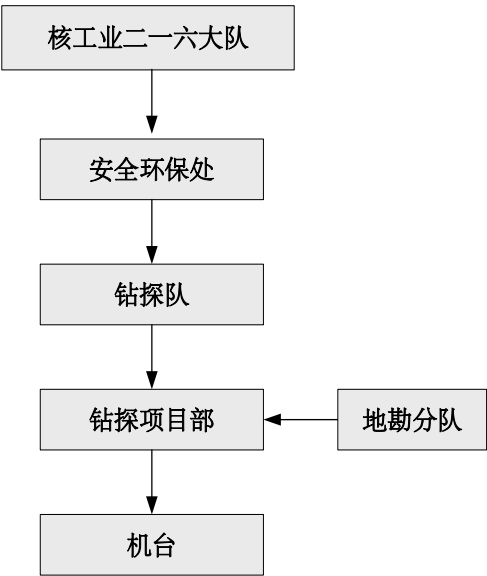 核工业二一六大队
安全环保处
钻探队
钻探项目部
地勘分队
机台